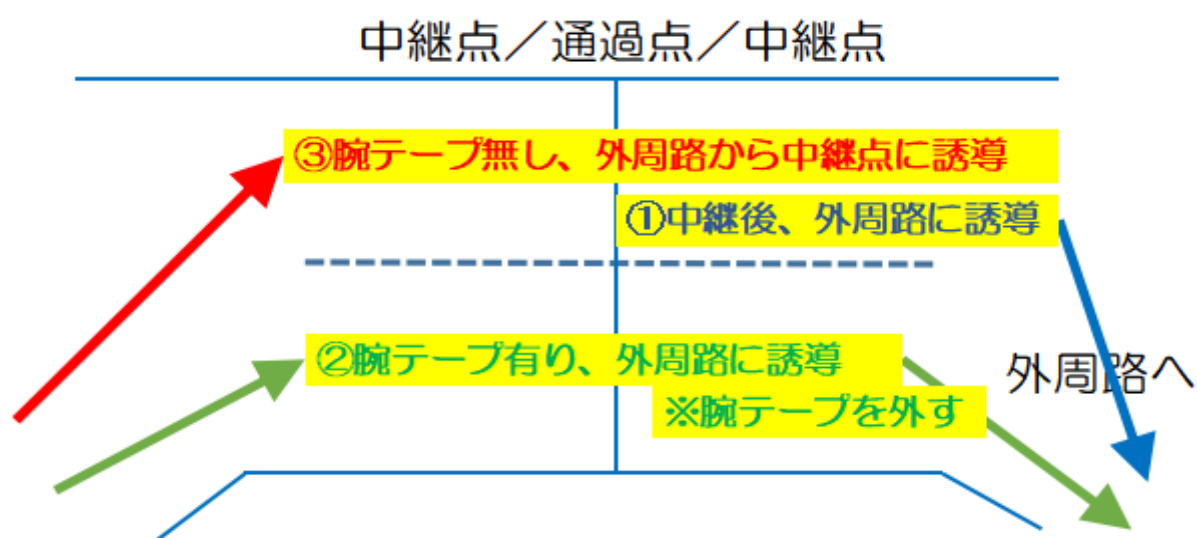 中継点／通過点／中継点
③腕テープ無し、外周路から中継点に誘導
①中継後、外周路に誘導
②腕テープ有り、外周路に誘導
外周路へ
※腕テープを外す